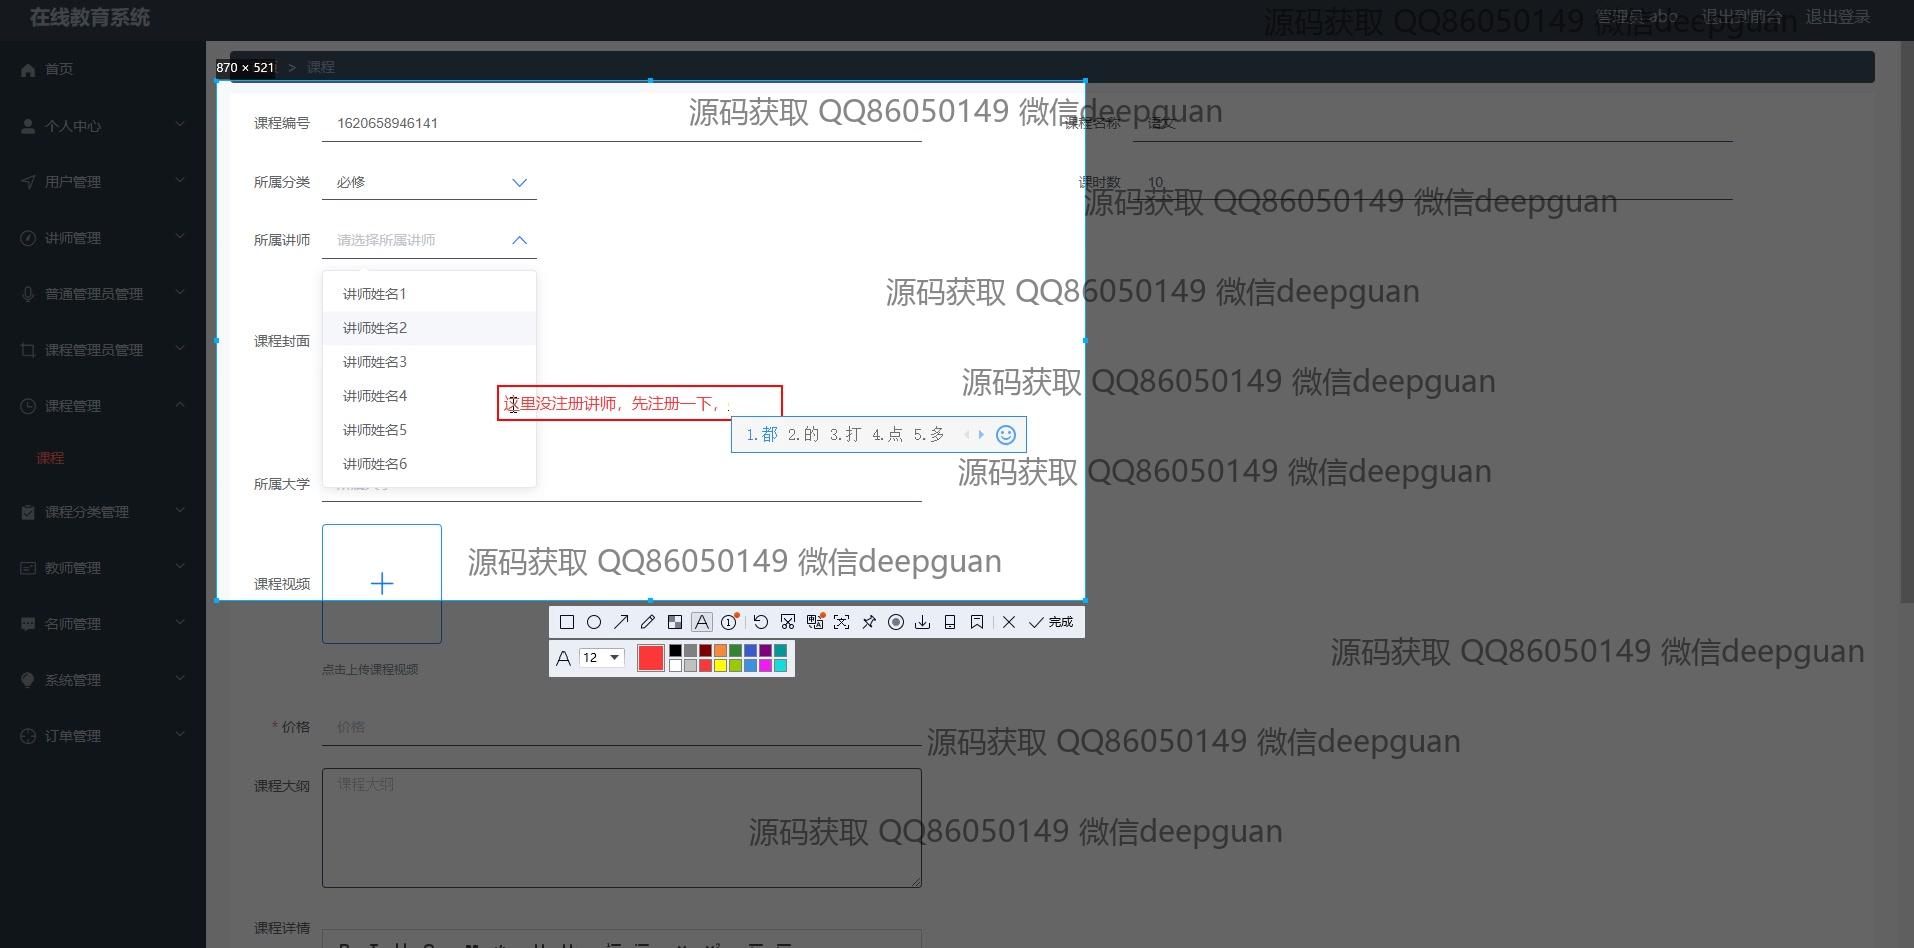 在线教育系统
管理员 abo 退出到前台 退出登录
源码获取 QQ86050149 微信deepguan
首页
870 × 521
> 课程
个人中心
用户管理
讲师管理
普通管理员管理
课程管理员管理
课程管理
课程
课程分类管理
教师管理
名师管理
系统管理
订单管理
课程编号 1620658946141
源码获取 QQ86050149 微信deepguan
课程名称 语文
所属分类 必修
课时数 10
源码获取 QQ86050149 微信deepguan
所属讲师 请选择所属讲师
讲师姓名1
源码获取 QQ86050149 微信deepguan
讲师姓名2
课程封面
讲师姓名3
源码获取 QQ86050149 微信deepguan
讲师姓名4
这里没注册讲师，先注册一下，
讲师姓名5
1.都 2.的 3.打 4.点 5.多
讲师姓名6
源码获取 QQ86050149 微信deepguan
所属大学
源码获取 QQ86050149 微信deepguan
课程视频
完成
12
点击上传课程视频
源码获取 QQ86050149 微信deepguan
* 价格 价格
源码获取 QQ86050149 微信deepguan
课程大纲 课程大纲
源码获取 QQ86050149 微信deepguan
课程详情